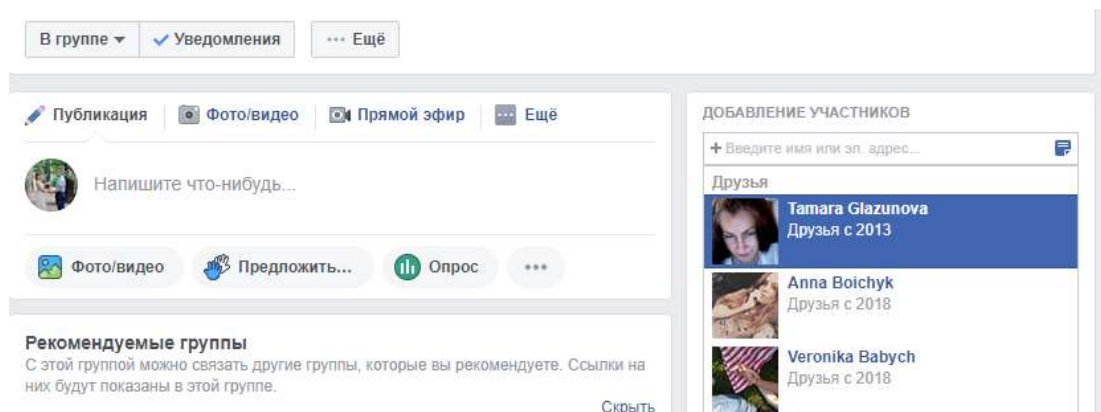 В группе Уведомления ... Ещё
Публикация Фото/видео Прямой эфир Ещё
Напишите что-нибудь...
Фото/видео Предложить... Опрос ...
Рекомендуемые группы
С этой группой можно связать другие группы, которые вы рекомендуете. Ссылки на
них будут показаны в этой группе.
Скрыть
ДОБАВЛЕНИЕ УЧАСТНИКОВ
+ Введите имя или эл. адрес...
Друзья
Tamara Glazunova
Друзья с 2013
Anna Boichyk
Друзья с 2018
Veronika Babych
Друзья с 2018